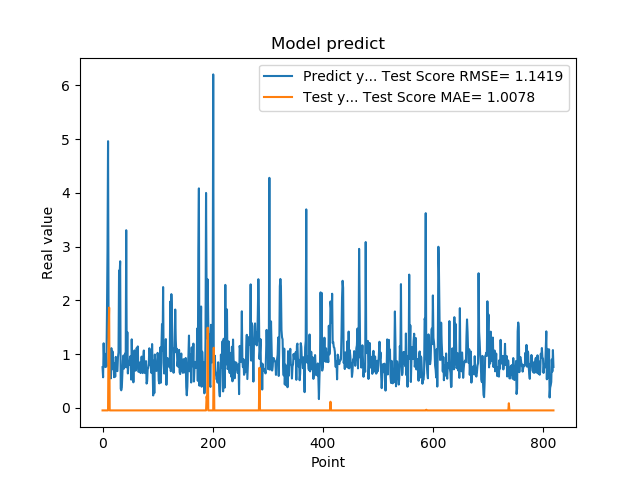 Model predict
Predict y... Test Score RMSE= 1.1419
Test y... Test Score MAE= 1.0078
Real value
6
5
4
3
2
1
0
0 200 400 600 800
Point